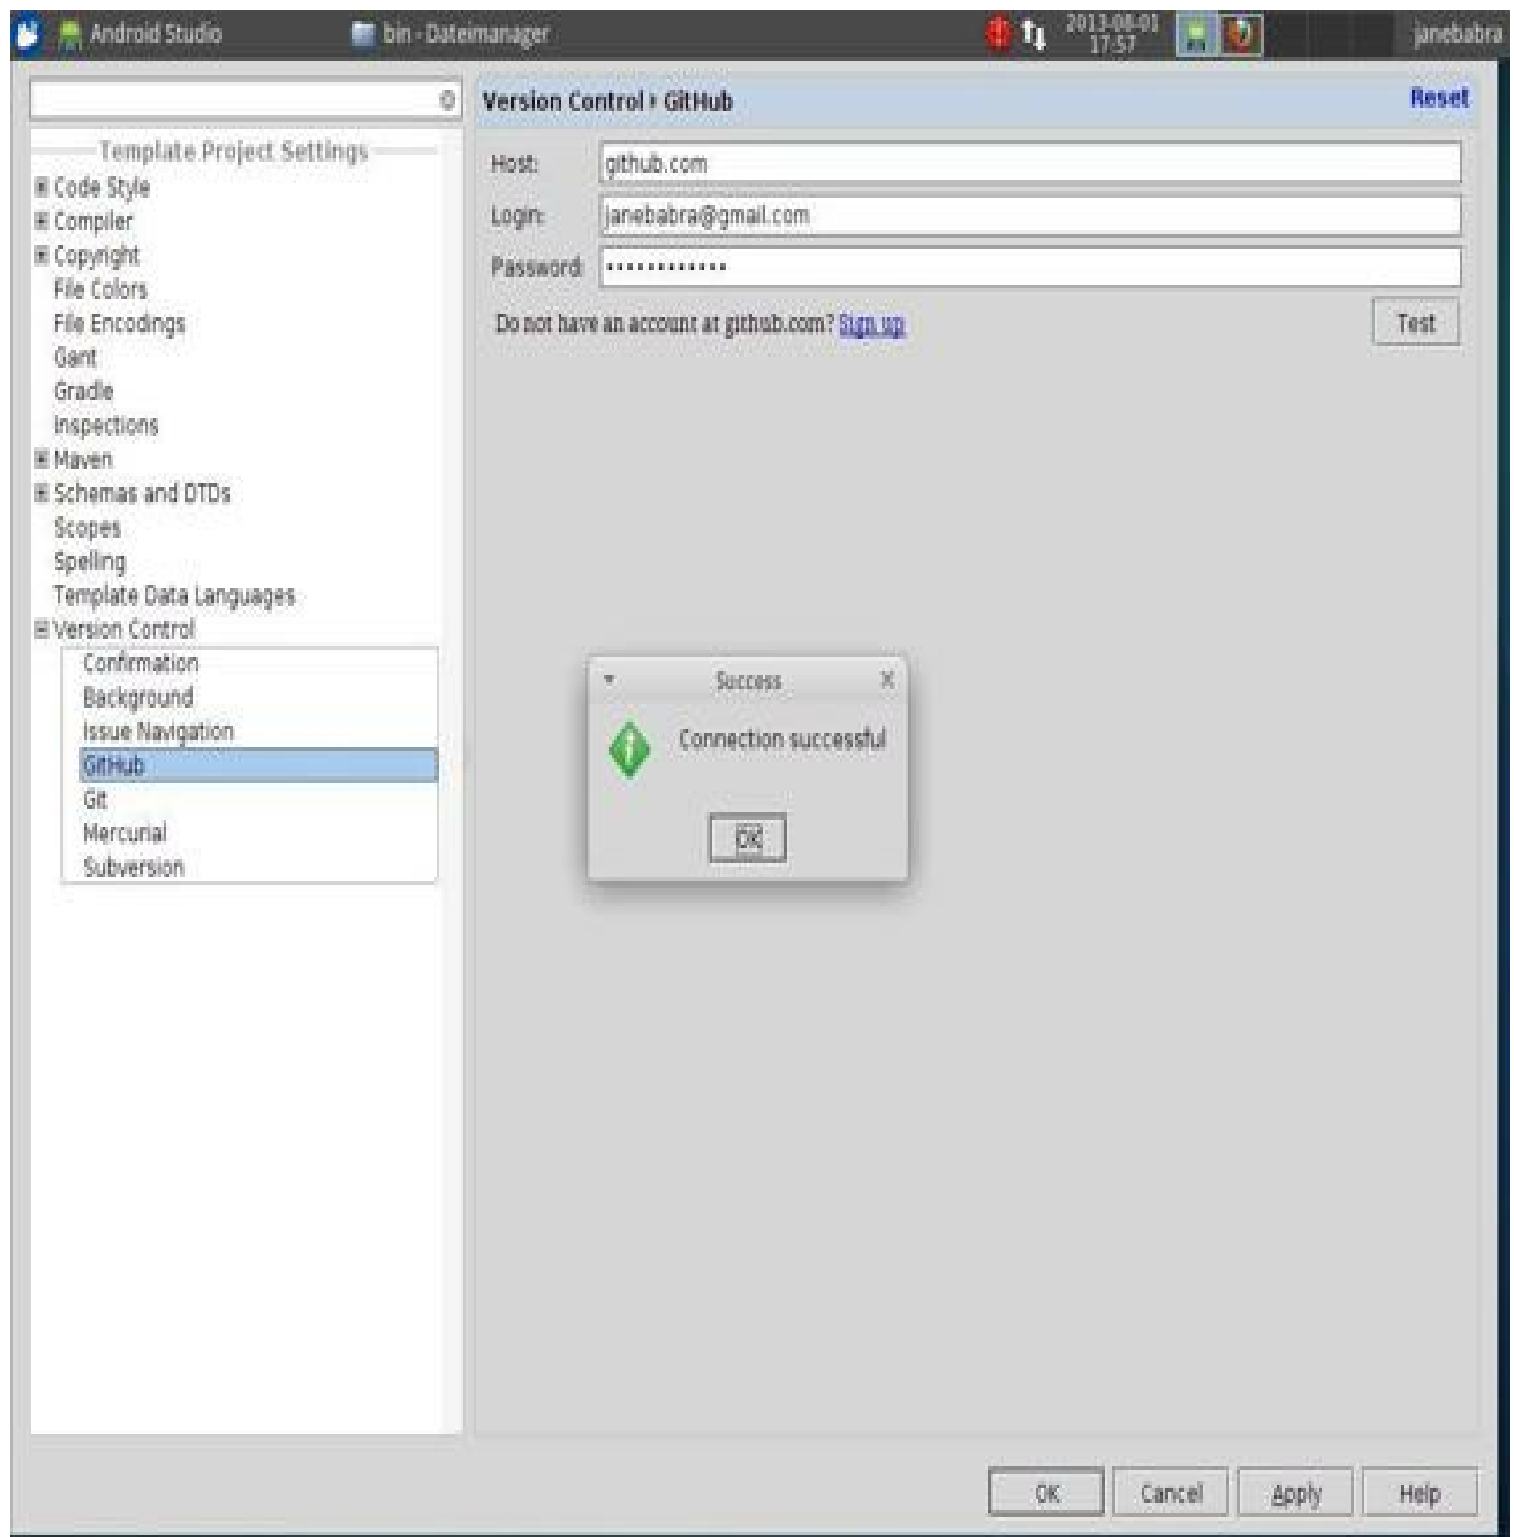 Android Studio
bin - Dateimanager
2013-08-01
17:57
janebabra
Version Control › GitHub
Reset
Template Project Settings
Code Style
Compiler
Copyright
File Colors
File Encodings
Gant
Gradle
Inspections
Maven
Schemas and DTDs
Scopes
Spelling
Template Data Languages
Version Control
Confirmation
Background
Issue Navigation
GitHub
Git
Mercurial
Subversion
Host: github.com
Login: janebabra@gmail.com
Password: ••••••••••••
Do not have an account at github.com? Sign up
Test
Success
Connection successful
OK
OK
Cancel
Apply
Help